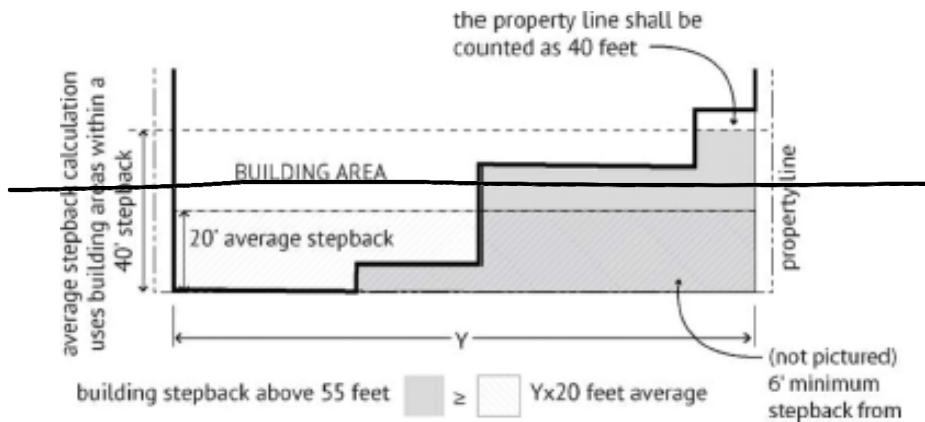 the property line shall be
counted as 40 feet
average stepback calculation
uses building areas within a
40' stepback
BUILDING AREA
20' average stepback
property line
Y
(not pictured)
6' minimum
stepback from
building stepback above 55 feet ≥ Yx20 feet average